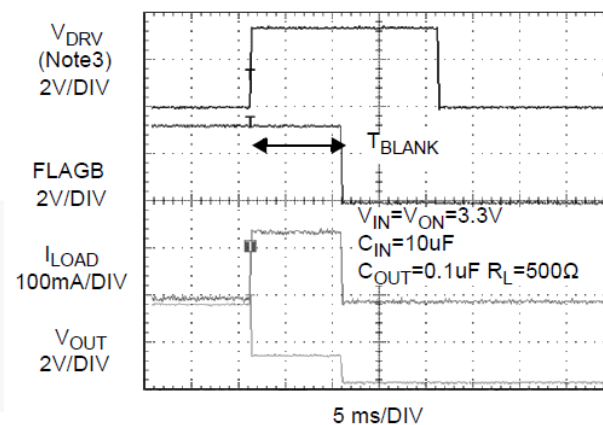 VDRV
(Note3)
2V/DIV
TBLANK
FLAGB
2V/DIV
VIN=VON=3.3V
CIN=10uF
COUT=0.1uF RL=500Ω
ILOAD
100mA/DIV
VOUT
2V/DIV
5 ms/DIV